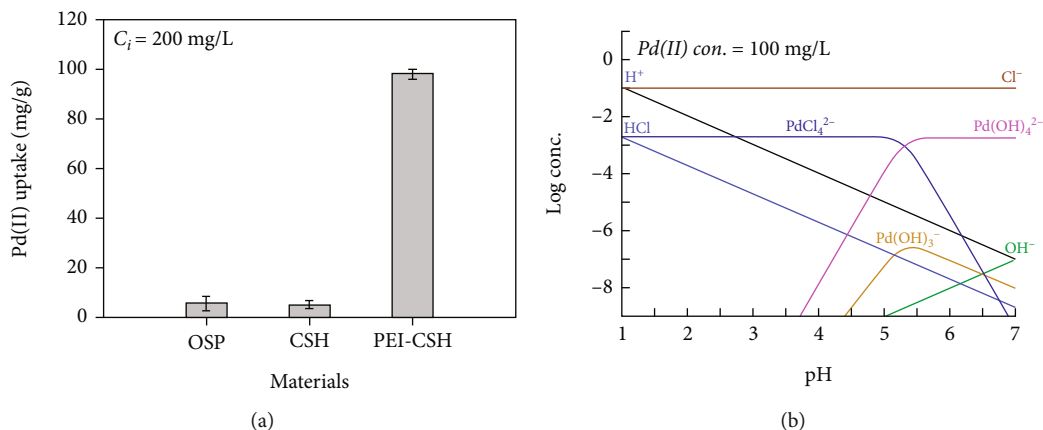 120
100
80
60
40
20
0
Pd(II) uptake (mg/g)
C_i = 200 mg/L
OSP CSH PEI-CSH
Materials
(a)
0
−2
−4
−6
−8
Log conc.
Pd(II) con. = 100 mg/L
H⁺ Cl⁻
HCl PdCl₄²⁻ Pd(OH)₄²⁻
Pd(OH)₃⁻ OH⁻
1 2 3 4 5 6 7
pH
(b)